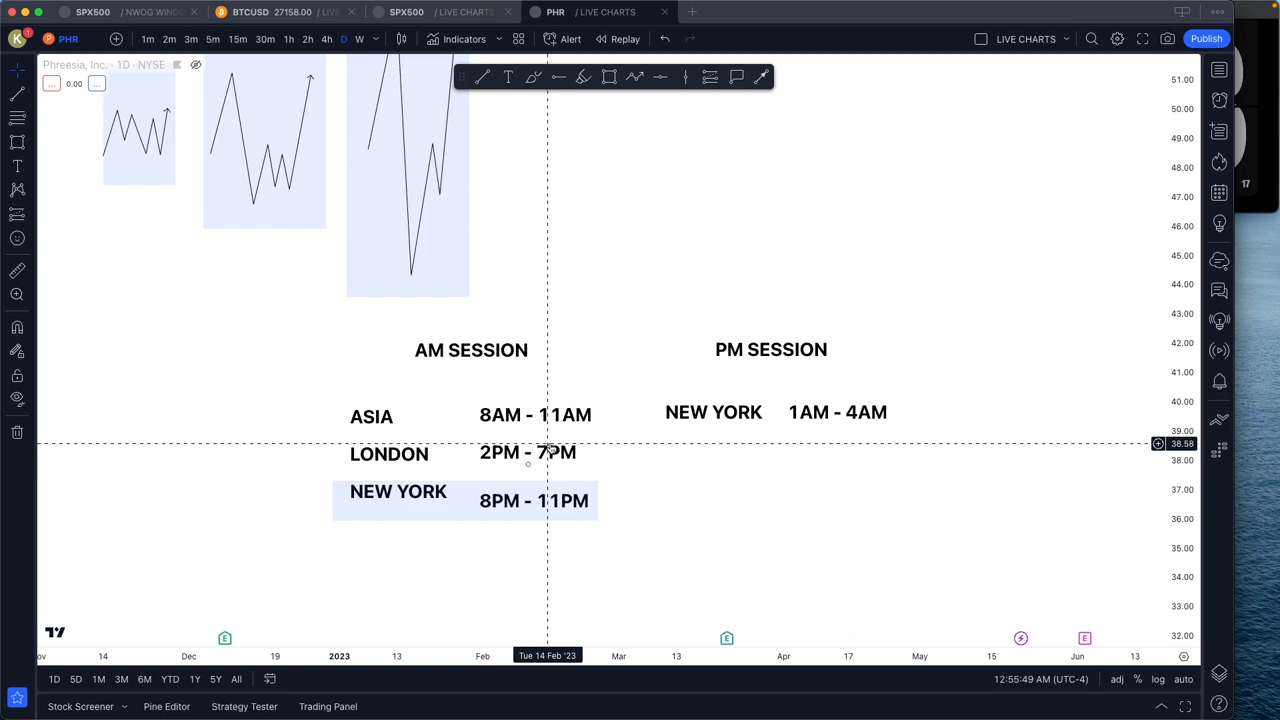 SPX500 / NWOG WIND
BTCUSD 27158.00 / LIVE
SPX500 / LIVE CHARTS
PHR / LIVE CHARTS
K 1 PHR 1m 2m 3m 5m 15m 30m 1h 2h 4h D W Indicators Alert Replay LIVE CHARTS Publish
Phreesia, Inc. · 1D · NYSE
... 0.00 ...
17
51.00
50.00
49.00
48.00
47.00
46.00
45.00
44.00
43.00
42.00
41.00
40.00
39.00
38.58
38.00
37.00
36.00
35.00
34.00
33.00
32.00
AM SESSION
ASIA 8AM - 11AM
LONDON 2PM - 7PM
NEW YORK 8PM - 11PM
PM SESSION
NEW YORK 1AM - 4AM
E E E
ov 14 Dec 19 2023 13 Feb Tue 14 Feb '23 Mar 13 Apr 17 May 15 Jun 13
1D 5D 1M 3M 6M YTD 1Y 5Y All 12:55:49 AM (UTC-4) adj % log auto
Stock Screener Pine Editor Strategy Tester Trading Panel